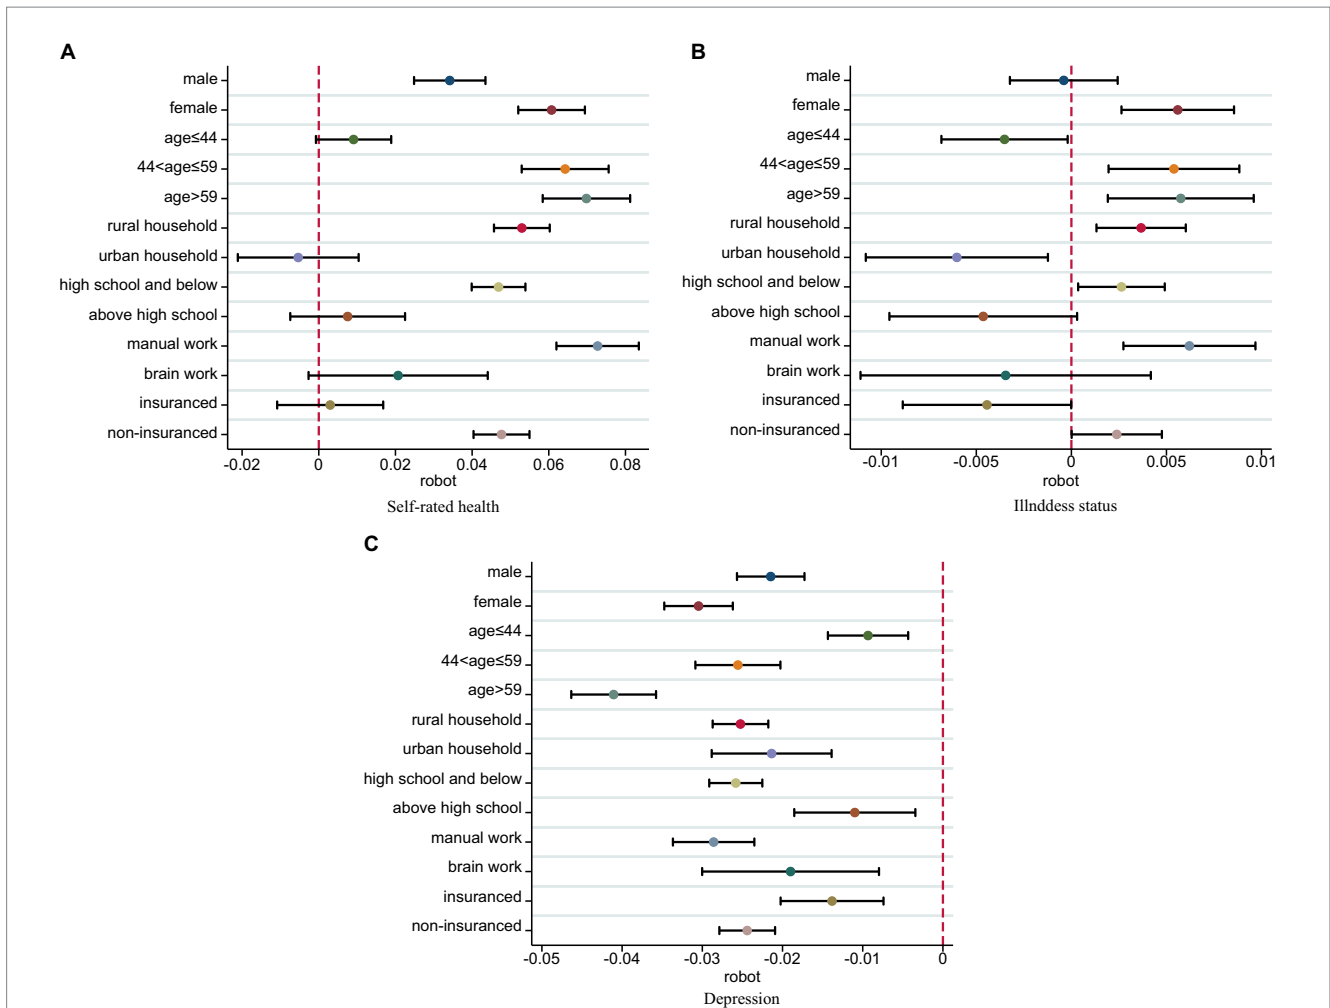 A
male
female
age≤44
44<age≤59
age>59
rural household
urban household
high school and below
above high school
manual work
brain work
insuranced
non-insuranced
-0.02 0 0.02 0.04 0.06 0.08
robot
Self-rated health
B
male
female
age≤44
44<age≤59
age>59
rural household
urban household
high school and below
above high school
manual work
brain work
insuranced
non-insuranced
-0.01 -0.005 0 0.005 0.01
robot
Illnddess status
C
male
female
age≤44
44<age≤59
age>59
rural household
urban household
high school and below
above high school
manual work
brain work
insuranced
non-insuranced
-0.05 -0.04 -0.03 -0.02 -0.01 0
robot
Depression